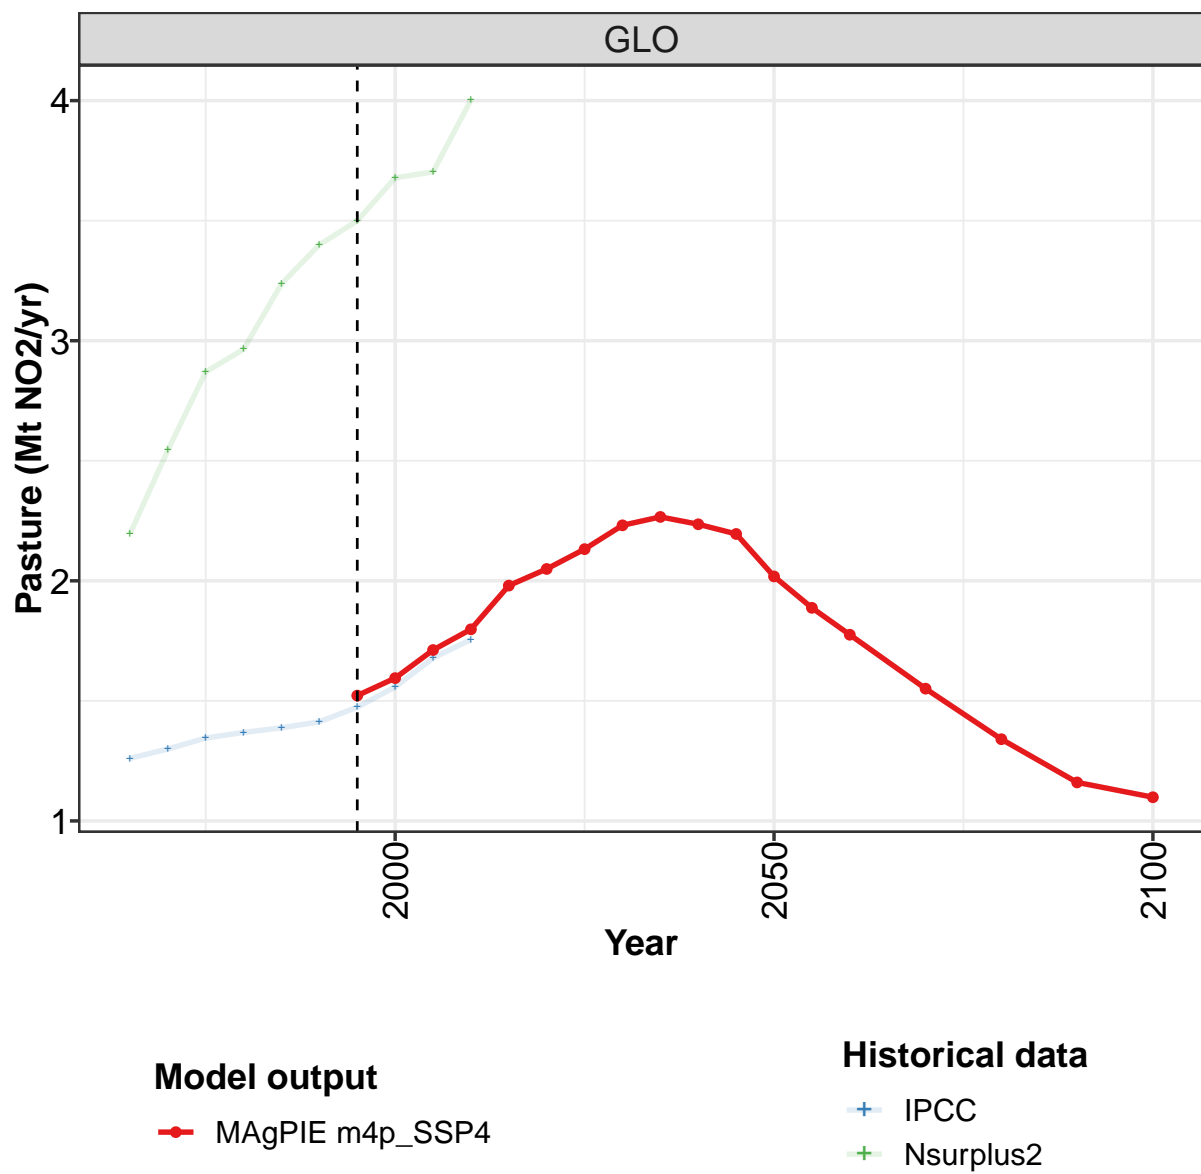 GLO
4
3
2
1
Pasture (Mt NO2/yr)
2000
2050
2100
Year
Model output
MAgPIE m4p_SSP4
Historical data
IPCC
Nsurplus2